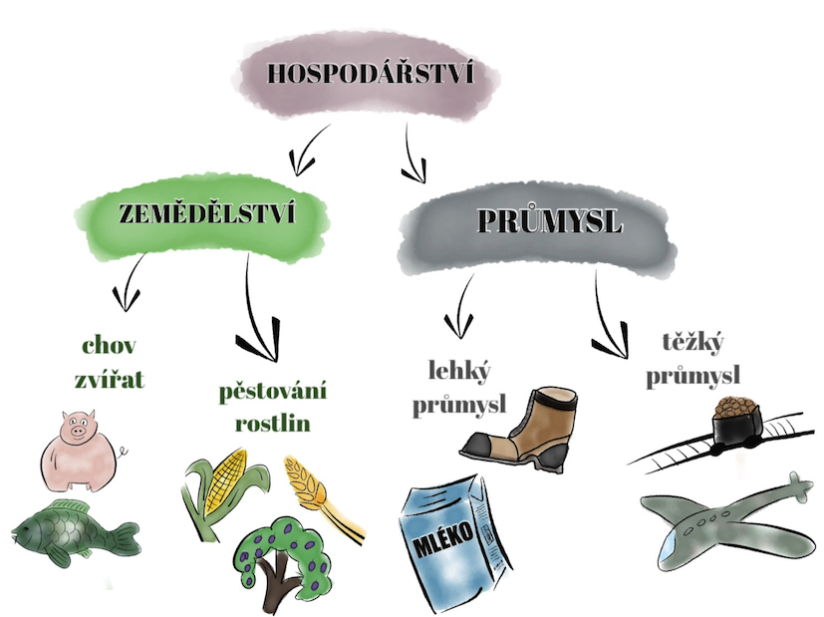 HOSPODÁŘSTVÍ
ZEMĚDĚLSTVÍ
PRŮMYSL
chov
zvířat
pěstování
rostlin
lehký
průmysl
těžký
průmysl
MLÉKO